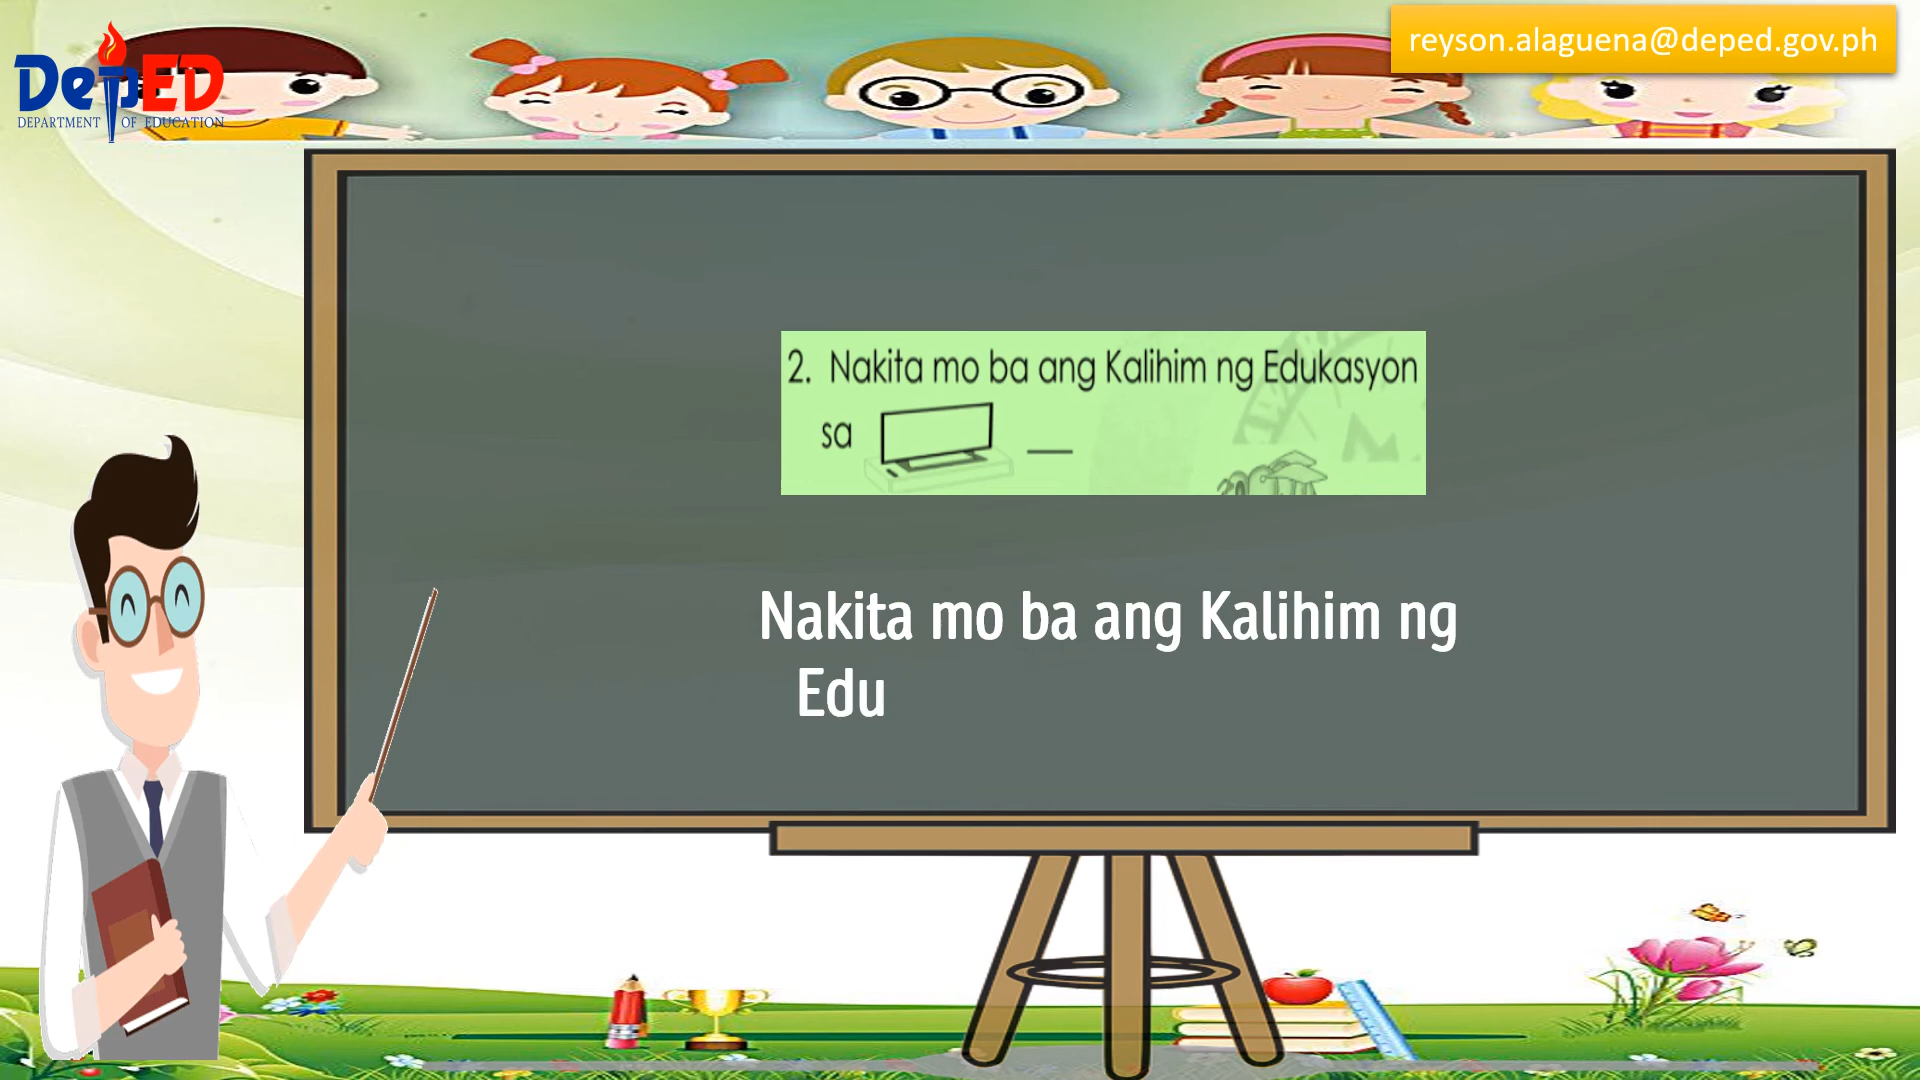 reyson.alaguena@deped.gov.ph
DepED
DEPARTMENT OF EDUCATION
2. Nakita mo ba ang Kalihim ng Edukasyon
sa __
Nakita mo ba ang Kalihim ng
Edu